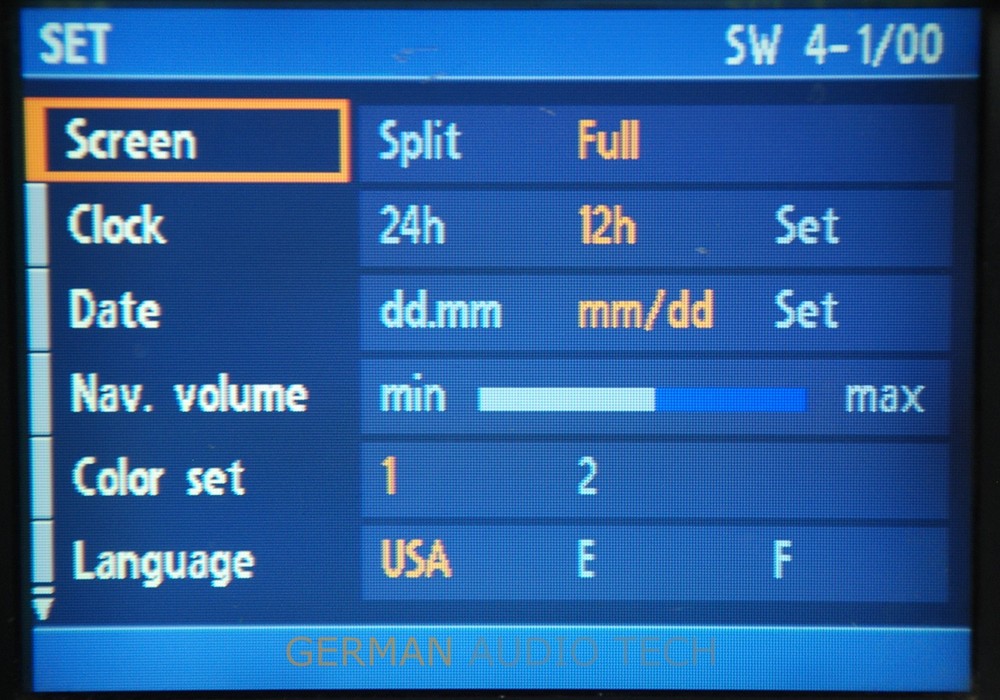 SET SW 4-1/00
Screen Split Full
Clock 24h 12h Set
Date dd.mm mm/dd Set
Nav. volume min max
Color set 1 2
Language USA E F
GERMAN AUDIO TECH